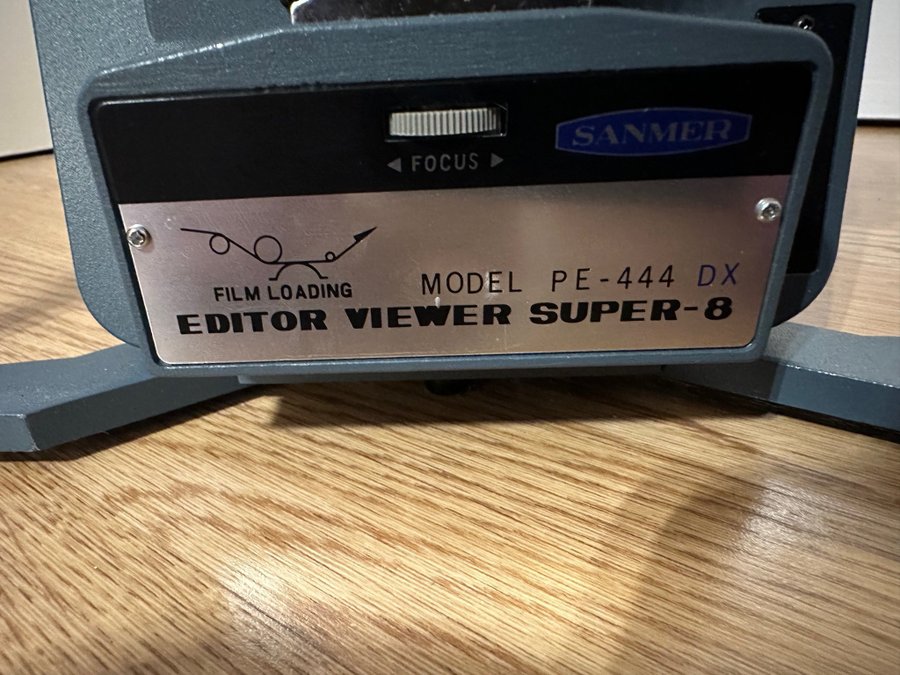 SANMER
◀ FOCUS ▶
FILM LOADING
MODEL PE-444 DX
EDITOR VIEWER SUPER-8